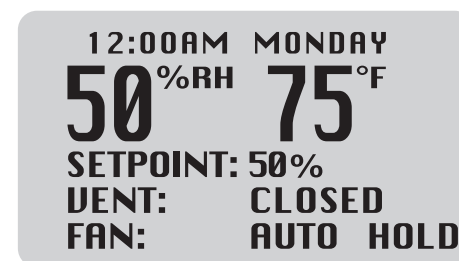 12:00AM MONDAY
50%RH 75°F
SETPOINT: 50%
VENT: CLOSED
FAN: AUTO HOLD